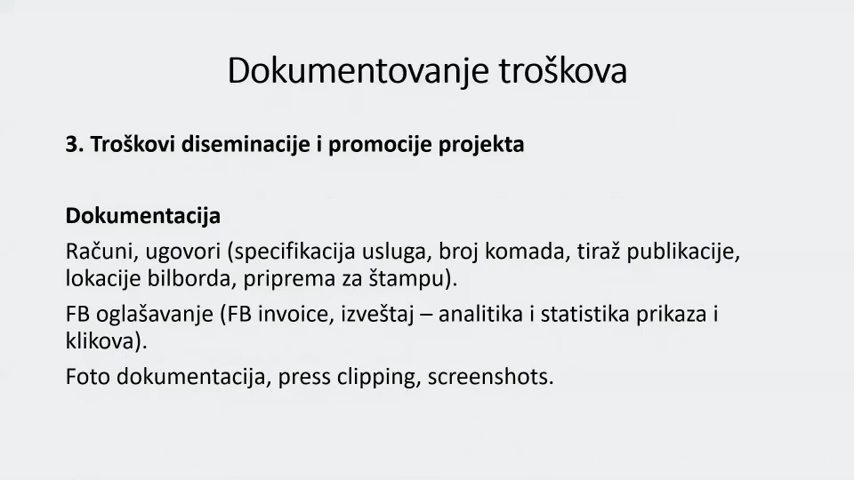 Dokumentovanje troškova
3. Troškovi diseminacije i promocije projekta
Dokumentacija
Računi, ugovori (specifikacija usluga, broj komada, tiraž publikacije,
lokacije bilborda, priprema za štampu).
FB oglašavanje (FB invoice, izveštaj – analitika i statistika prikaza i
klikova).
Foto dokumentacija, press clipping, screenshots.